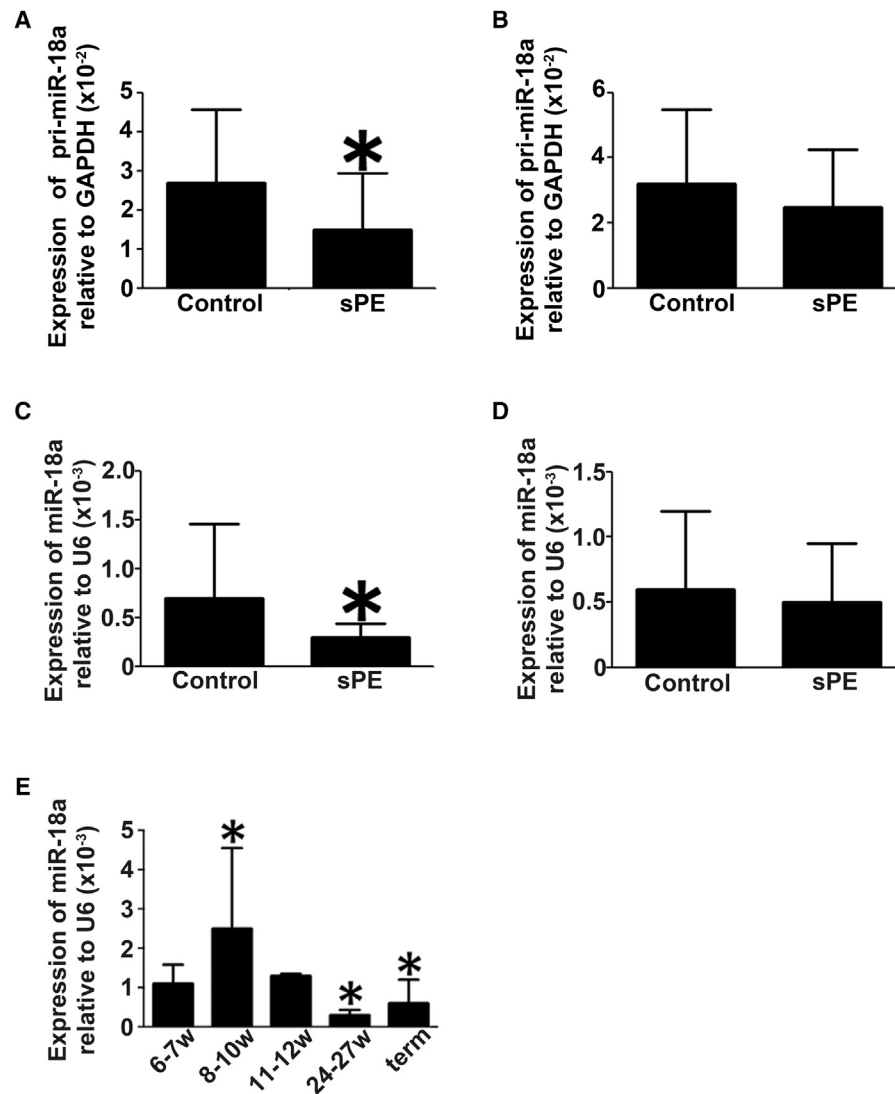 A
Expression of pri-miR-18a
relative to GAPDH (x10-2)
5
4
3
2
1
0
*
Control sPE
B
Expression of pri-miR-18a
relative to GAPDH (x10-2)
6
4
2
0
Control sPE
C
Expression of miR-18a
relative to U6 (x10-3)
2.0
1.5
1.0
0.5
0
*
Control sPE
D
Expression of miR-18a
relative to U6 (x10-3)
1.5
1.0
0.5
0
Control sPE
E
Expression of miR-18a
relative to U6 (x10-3)
5
4
3
2
1
0
*
* *
6-7w 8-10w 11-12w 24-27w term